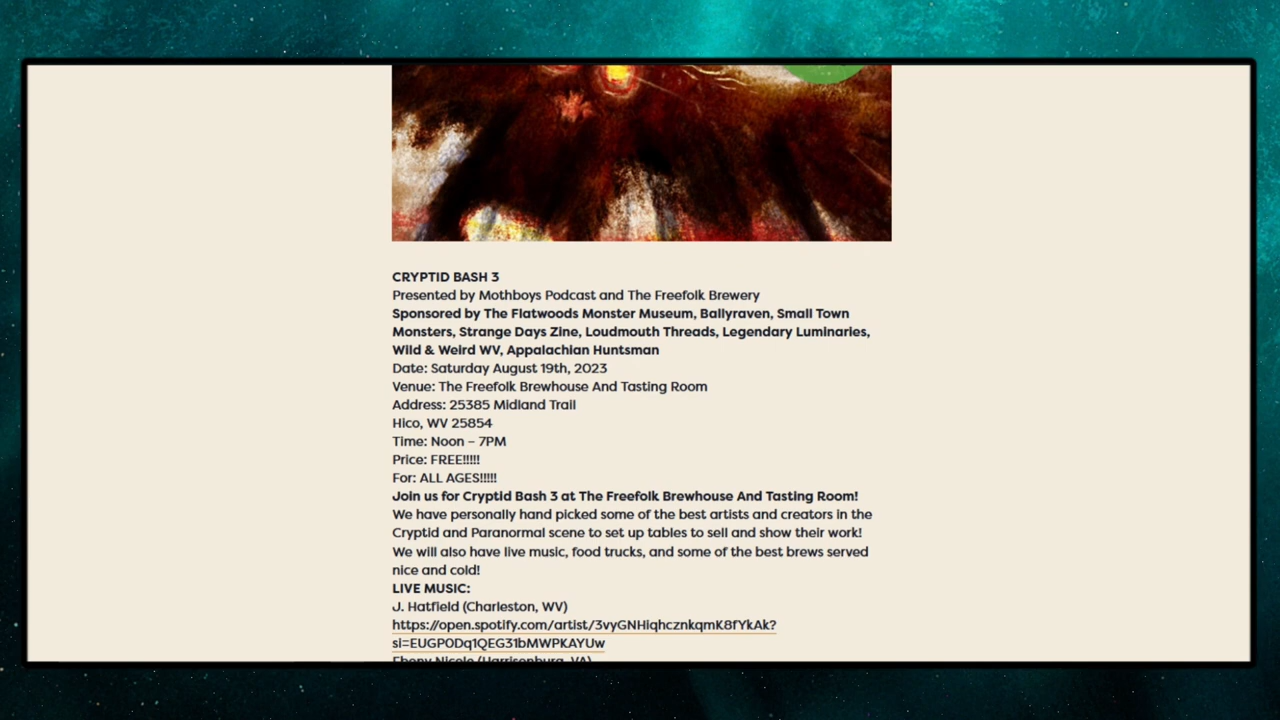 CRYPTID BASH 3
Presented by Mothboys Podcast and The Freefolk Brewery
Sponsored by The Flatwoods Monster Museum, Ballyraven, Small Town
Monsters, Strange Days Zine, Loudmouth Threads, Legendary Luminaries,
Wild & Weird WV, Appalachian Huntsman
Date: Saturday August 19th, 2023
Venue: The Freefolk Brewhouse And Tasting Room
Address: 25385 Midland Trail
Hico, WV 25854
Time: Noon – 7PM
Price: FREE!!!!!
For: ALL AGES!!!!!
Join us for Cryptid Bash 3 at The Freefolk Brewhouse And Tasting Room!
We have personally hand picked some of the best artists and creators in the
Cryptid and Paranormal scene to set up tables to sell and show their work!
We will also have live music, food trucks, and some of the best brews served
nice and cold!
LIVE MUSIC:
J. Hatfield (Charleston, WV)
https://open.spotify.com/artist/3vyGNHiqhcznkqmK8fYkAk?
si=EUGP0Dq1QEG31bMWPKAYUw
Ebony Nicole (Harrisonburg, VA)